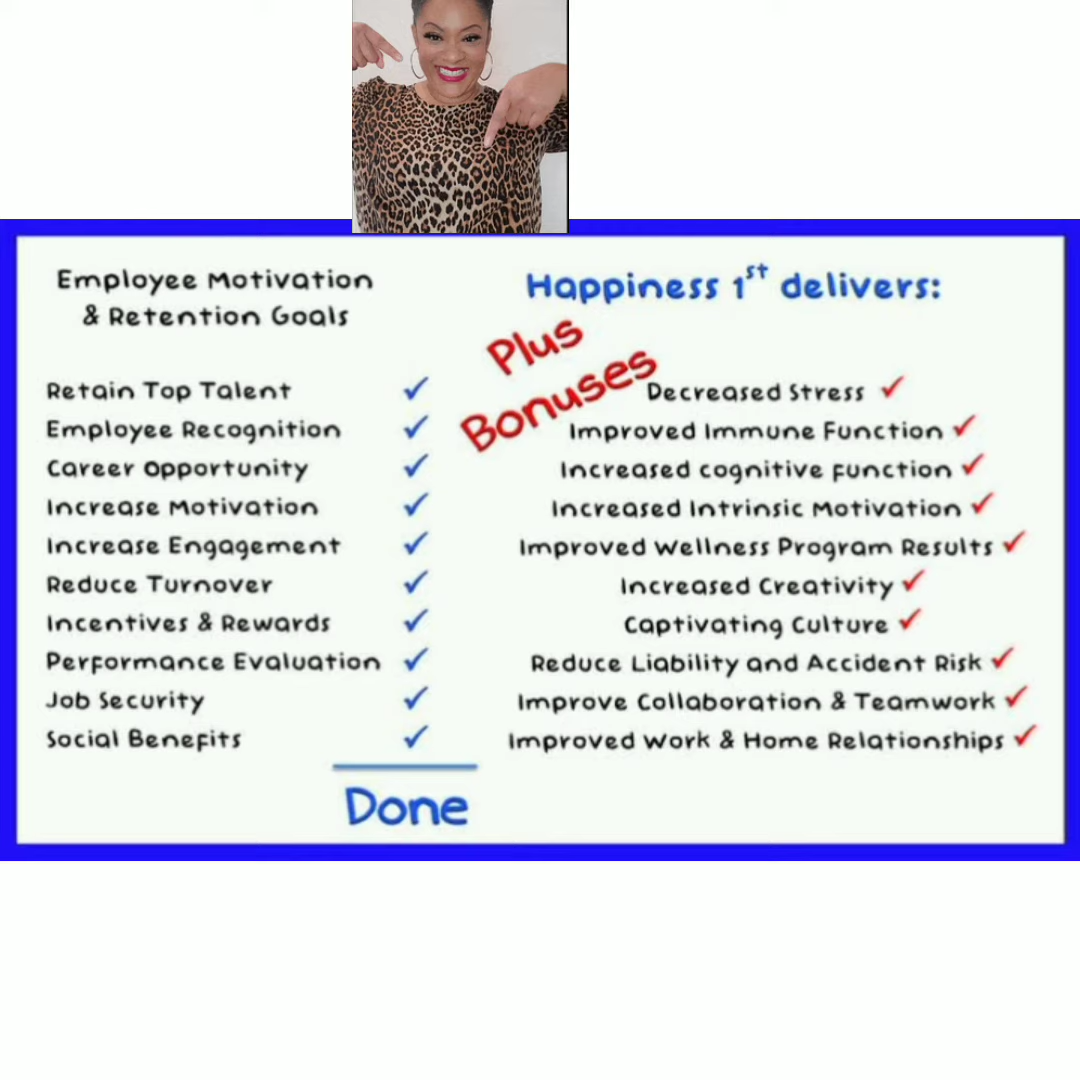 Employee Motivation
& Retention Goals
Retain Top Talent ✓
Employee Recognition ✓
Career Opportunity ✓
Increase Motivation ✓
Increase Engagement ✓
Reduce Turnover ✓
Incentives & Rewards ✓
Performance Evaluation ✓
Job Security ✓
Social Benefits ✓
Done
Happiness 1st delivers:
Plus
Bonuses
Decreased Stress ✓
Improved Immune Function ✓
Increased cognitive function ✓
Increased Intrinsic Motivation ✓
Improved Wellness Program Results ✓
Increased Creativity ✓
Captivating Culture ✓
Reduce Liability and Accident Risk ✓
Improve Collaboration & Teamwork ✓
Improved Work & Home Relationships ✓